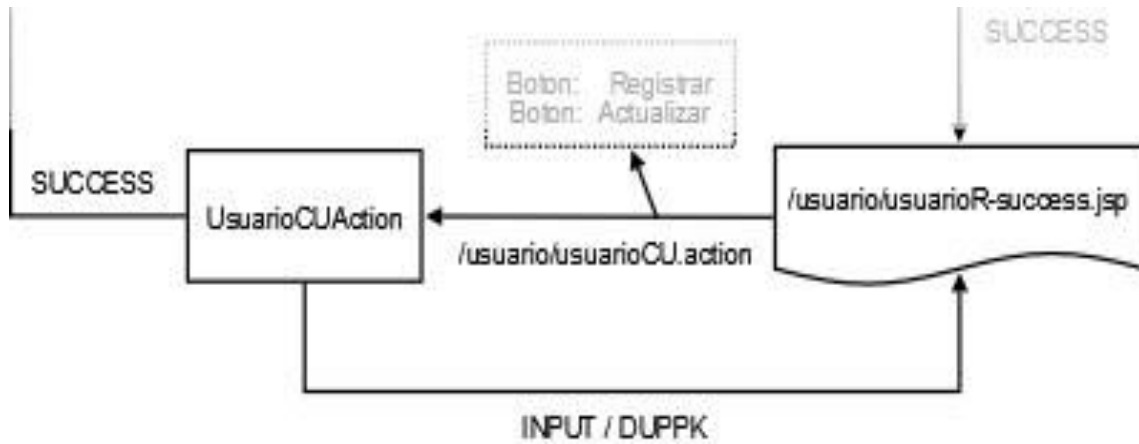 SUCCESS
Boton: Registrar
Boton: Actualizar
SUCCESS
UsuarioCUAction
/usuario/usuarioR-success.jsp
/usuario/usuarioCU.action
INPUT / DUPPK